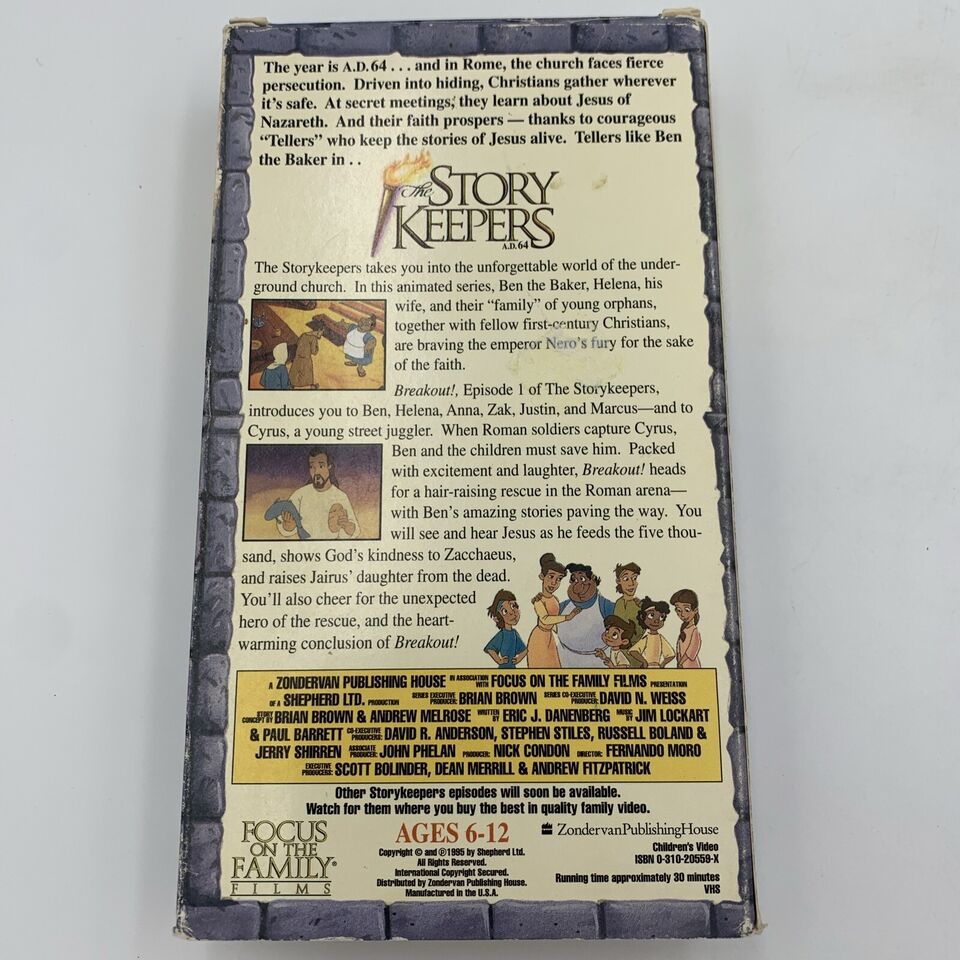 The year is A.D. 64 . . . and in Rome, the church faces fierce
persecution. Driven into hiding, Christians gather wherever
it's safe. At secret meetings, they learn about Jesus of
Nazareth. And their faith prospers — thanks to courageous
“Tellers” who keep the stories of Jesus alive. Tellers like Ben
the Baker in . .
The STORY
KEEPERS
A.D. 64
The Storykeepers takes you into the unforgettable world of the under-
ground church. In this animated series, Ben the Baker, Helena, his
wife, and their “family” of young orphans,
together with fellow first-century Christians,
are braving the emperor Nero's fury for the sake
of the faith.
Breakout!, Episode 1 of The Storykeepers,
introduces you to Ben, Helena, Anna, Zak, Justin, and Marcus—and to
Cyrus, a young street juggler. When Roman soldiers capture Cyrus,
Ben and the children must save him. Packed
with excitement and laughter, Breakout! heads
for a hair-raising rescue in the Roman arena—
with Ben's amazing stories paving the way. You
will see and hear Jesus as he feeds the five thou-
sand, shows God's kindness to Zacchaeus,
and raises Jairus' daughter from the dead.
You'll also cheer for the unexpected
hero of the rescue, and the heart-
warming conclusion of Breakout!
A ZONDERVAN PUBLISHING HOUSE IN ASSOCIATION WITH FOCUS ON THE FAMILY FILMS PRESENTATION
OF A SHEPHERD LTD. PRODUCTION SERIES EXECUTIVE PRODUCER: BRIAN BROWN SERIES CO-EXECUTIVE PRODUCER: DAVID N. WEISS
STORY CONCEPT BY BRIAN BROWN & ANDREW MELROSE WRITTEN BY ERIC J. DANENBERG MUSIC BY JIM LOCKART
& PAUL BARRETT CO-EXECUTIVE PRODUCERS: DAVID R. ANDERSON, STEPHEN STILES, RUSSELL BOLAND &
JERRY SHIRREN ASSOCIATE PRODUCER: JOHN PHELAN PRODUCER: NICK CONDON DIRECTOR: FERNANDO MORO
EXECUTIVE PRODUCERS: SCOTT BOLINDER, DEAN MERRILL & ANDREW FITZPATRICK
Other Storykeepers episodes will soon be available.
Watch for them where you buy the best in quality family video.
FOCUS
ON THE
FAMILY®
FILMS
AGES 6-12
Copyright © and ℗1995 by Shepherd Ltd.
All Rights Reserved.
International Copyright Secured.
Distributed by Zondervan Publishing House.
Manufactured in the U.S.A.
ZondervanPublishingHouse
Children's Video
ISBN 0-310-20559-X
Running time approximately 30 minutes
VHS